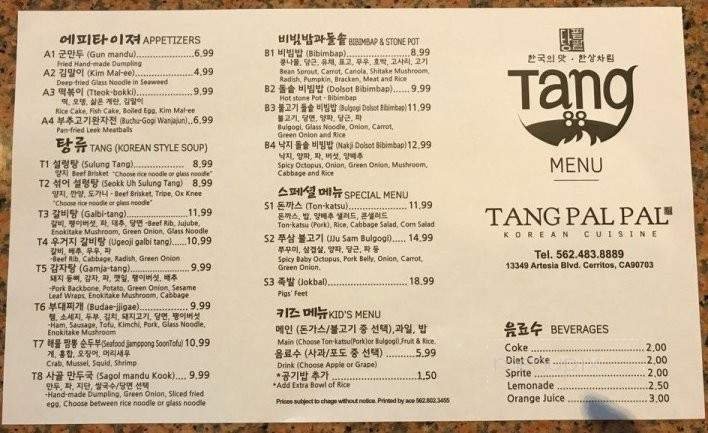 에피타이져 APPETIZERS
A1 군만두 (Gun mandu) 6.99
Fried Hand-made Dumpling
A2 김말이 (Kim Mal-ee) 4.99
Deep-fried Glass Noodle in Seaweed
A3 떡볶이 (Tteok-bokki) 9.99
떡, 오뎅, 삶은 계란, 김말이
Rice Cake, Fish Cake, Boiled Egg, Kim Mal-ee
A4 부추고기완자전 (Buchu-Gogi Wanjajun) 6.99
Pan-fried Leek Meatballs
탕류 TANG (KOREAN STYLE SOUP)
T1 설렁탕 (Sulung Tang) 8.99
양지 Beef Brisket "Choose rice noodle or glass noodle"
T2 섞어 설렁탕 (Seokk Uh Sulung Tang) 8.99
양지, 깐양, 도가니 - Beef Brisket, Tripe, Ox Knee
"Choose rice noodle or glass noodle"
T3 갈비탕 (Galbi-tang) 11.99
갈비, 팽이버섯, 파, 대추, 당면 -Beef Rib, Jujube,
Enokitake Mushroom, Green Onion, Glass Noodle
T4 우거지 갈비탕 (Ugeoji galbi tang) 10.99
갈비, 배추, 무우, 파
-Beef Rib, Cabbage, Radish, Green Onion
T5 감자탕 (Gamja-tang) 9.99
돼지 등뼈, 감자, 파, 깻잎, 팽이버섯, 배추
-Pork Backbone, Potato, Green Onion, Sesame
Leaf Wraps, Enokitake Mushroom, Cabbage
T6 부대찌개 (Budae-jjigae) 9.99
햄, 소세지, 두부, 김치, 돼지고기, 당면, 팽이버섯
-Ham, Sausage, Tofu, Kimchi, Pork, Glass Noodle,
Enokitake Mushroom
T7 해물 짬뽕 순두부 (Seafood Jjamppong SoonTofu) 10.99
게, 홍합, 오징어, 머리새우
Crab, Mussel, Squid, Shrimp
T8 사골 만두국 (Sagol mandu Kook) 9.99
만두, 파, 지단, 쌀국수/당면 선택
-Hand-made Dumpling, Green Onion, Sliced fried
egg, Choose between rice noodle or glass noodle
비빔밥과돌솥 BIBIMBAP & STONE POT
B1 비빔밥 (Bibimbap) 8.99
콩나물, 당근, 유채, 표고, 무우, 호박, 고사리, 고기
Bean Sprout, Carrot, Canola, Shitake Mushroom,
Radish, Pumpkin, Bracken, Meat and Rice
B2 돌솥 비빔밥 (Dolsot Bibimbap) 9.99
Hot stone Pot - Bibimbap
B3 불고기 돌솥 비빔밥 (Bulgogi Dolsot Bibimbap) 11.99
불고기, 당면, 양파, 당근, 파
Bulgogi, Glass Noodle, Onion, Carrot,
Green Onion and Rice
B4 낙지 돌솥 비빔밥 (Nakji Dolsot Bibimbap) 12.99
낙지, 양파, 파, 버섯, 양배추
Spicy Octopus, Onion, Green Onion, Mushroom,
Cabbage and Rice
스페셜 메뉴 SPECIAL MENU
S1 돈까스 (Ton-katsu) 11.99
돈까스, 밥, 양배추 샐러드, 콘샐러드
Ton-katsu (Pork), Rice, Cabbage Salad, Corn Salad
S2 쭈삼 불고기 (JJu Sam Bulgogi) 14.99
쭈꾸미, 삼겹살, 양파, 당근, 파 등
Spicy Baby Octopus, Pork Belly, Onion, Carrot,
Green Onion.
S3 족발 (Jokbal) 18.99
Pigs' Feet
키즈 메뉴 KID'S MENU
메인 (돈가스/불고기 중 선택), 과일, 밥
Main (Choose Ton-katsu(Pork)or Bulgogi),Fruit & Rice.
음료수 (사과/포도 중 선택) 5.99
Drink (Choose Apple or Grape)
*공기밥 추가 1.50
*Add Extra Bowl of Rice
Prices subject to chage without notice. Printed by ace 562.802.3455
한국의 맛 · 한상차림
Tang
88
MENU
TANG PAL PAL
KOREAN CUISINE
Tel. 562.483.8889
13349 Artesia Blvd. Cerritos, CA90703
음료수 BEVERAGES
Coke 2.00
Diet Coke 2.00
Sprite 2.00
Lemonade 2.50
Orange Juice 3.00